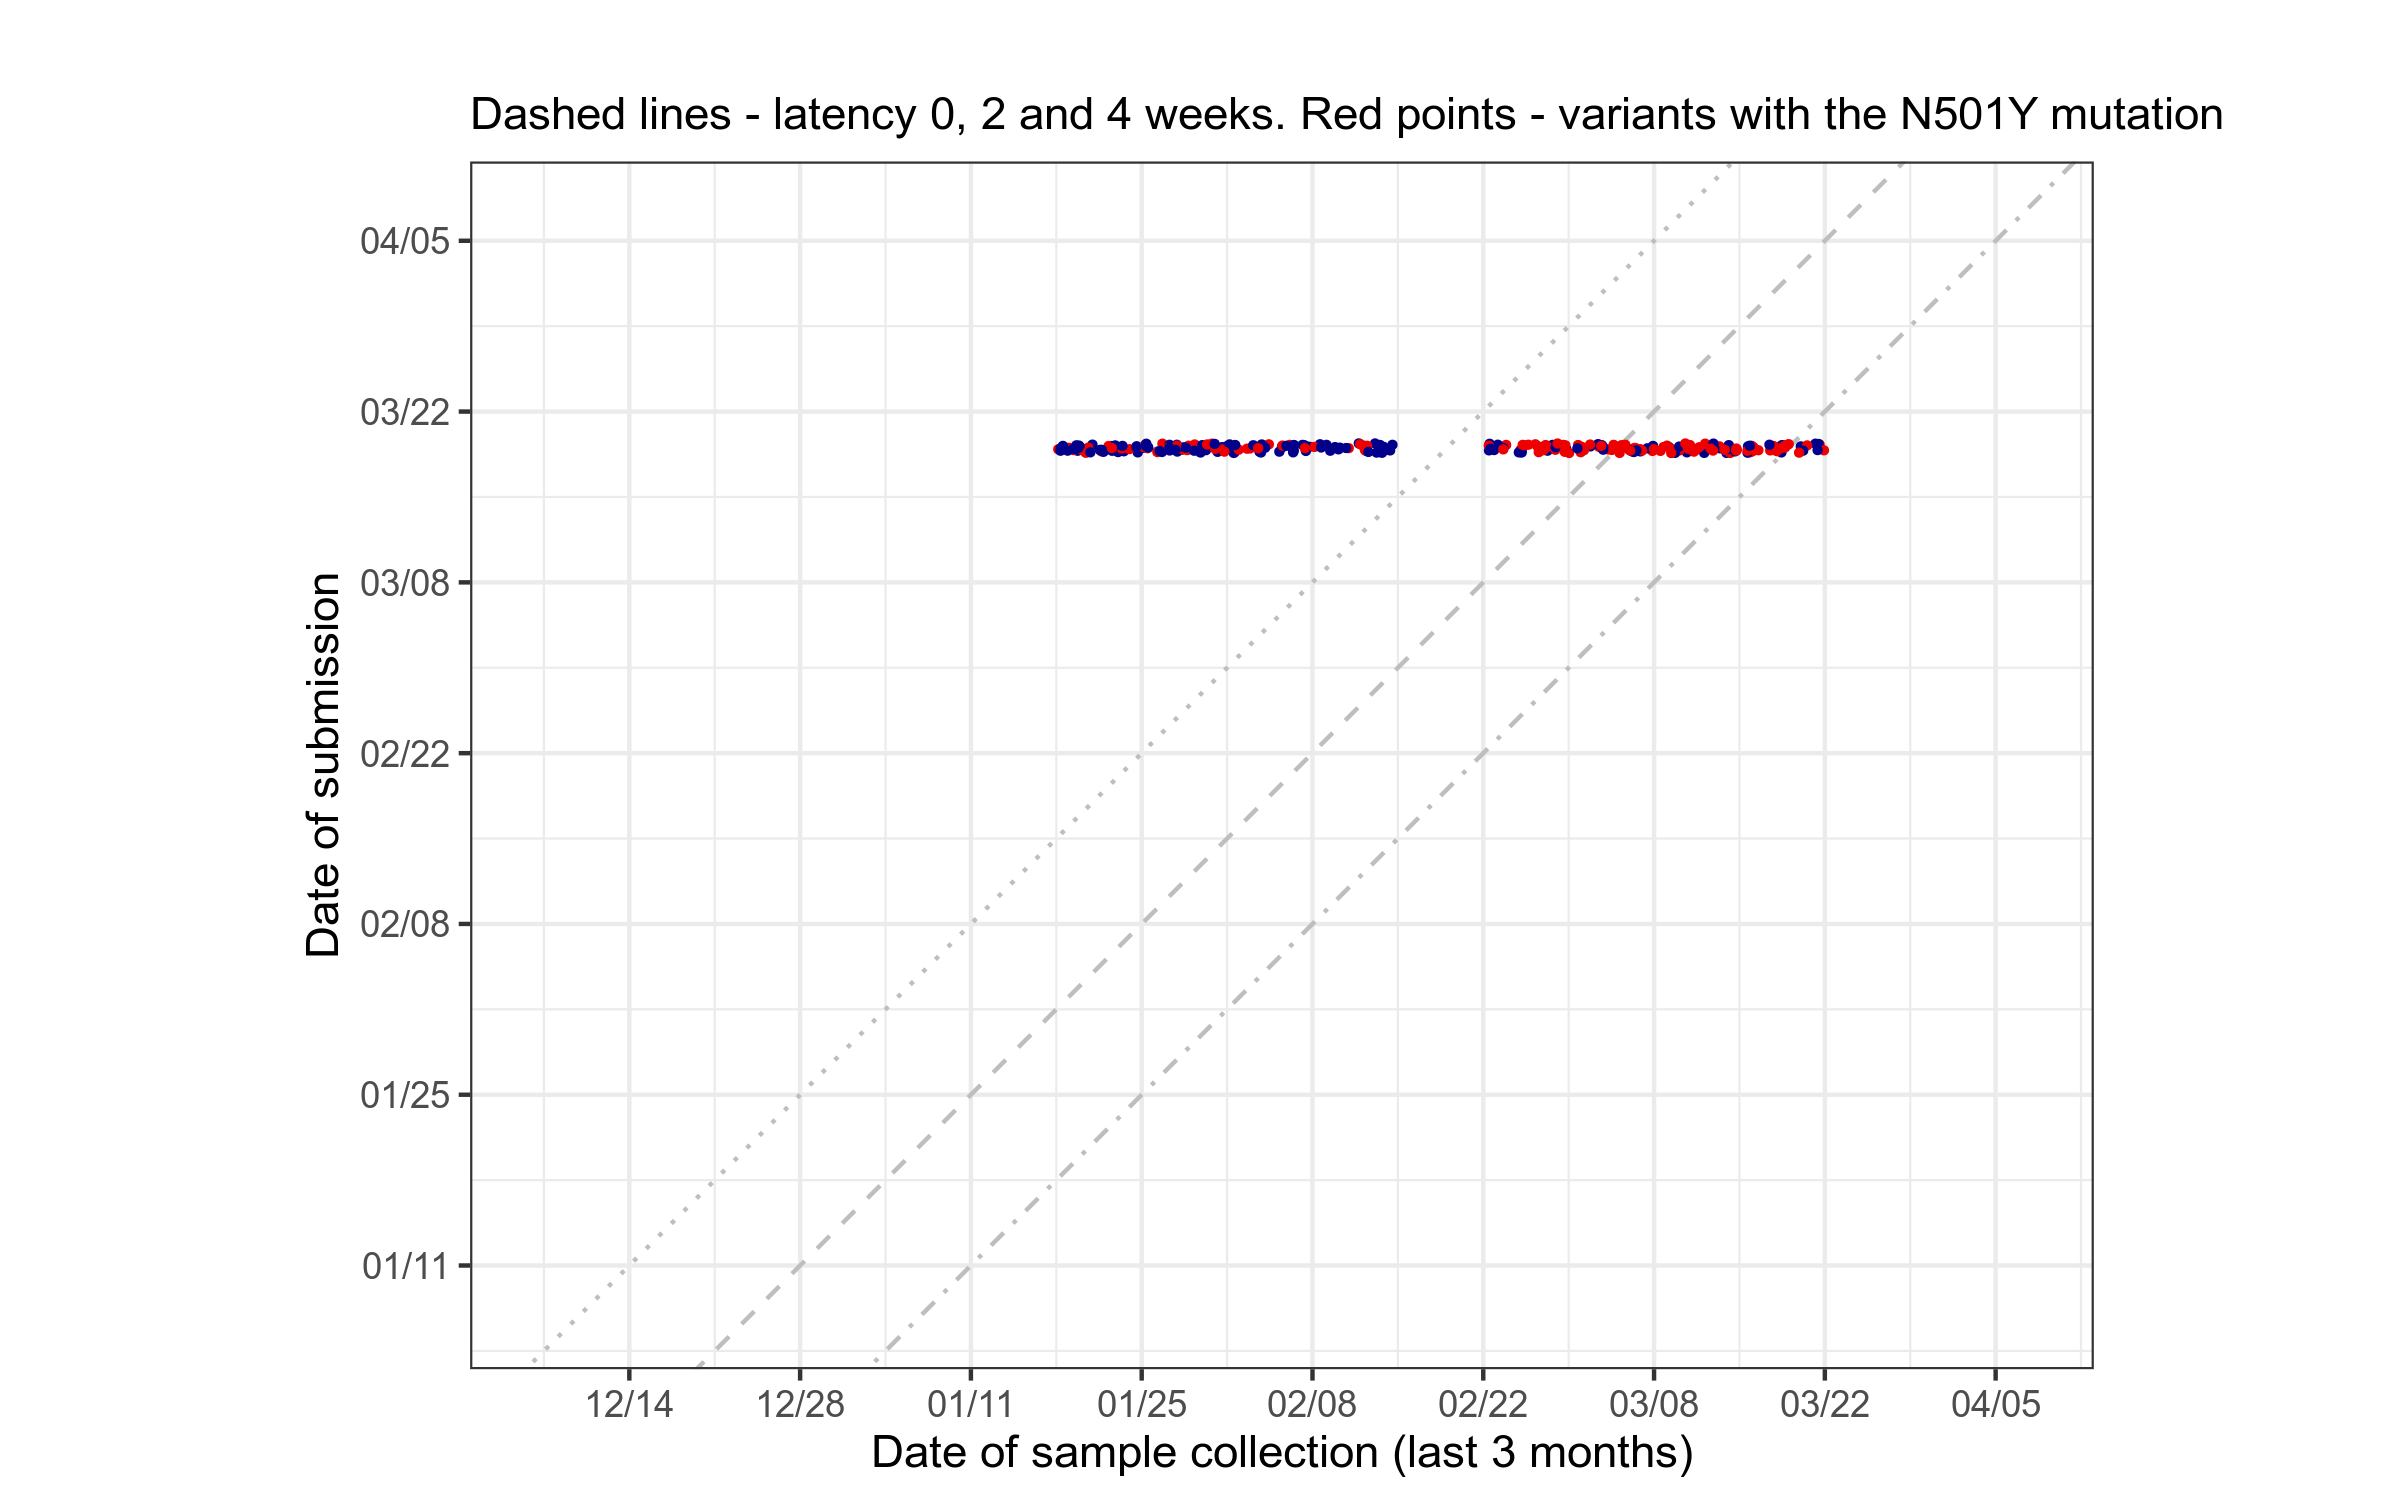 Dashed lines - latency 0, 2 and 4 weeks. Red points - variants with the N501Y mutation
04/05
03/22
03/08
02/22
02/08
01/25
01/11
Date of submission
12/14 12/28 01/11 01/25 02/08 02/22 03/08 03/22 04/05
Date of sample collection (last 3 months)